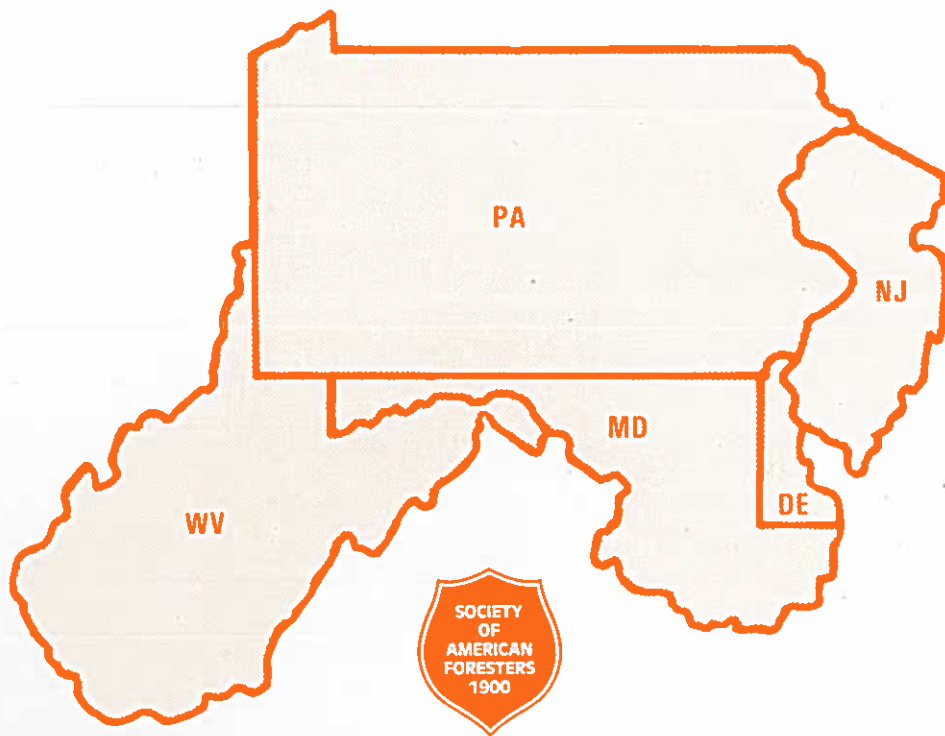 PA
NJ
MD
DE
WV
SOCIETY
OF
AMERICAN
FORESTERS
1900